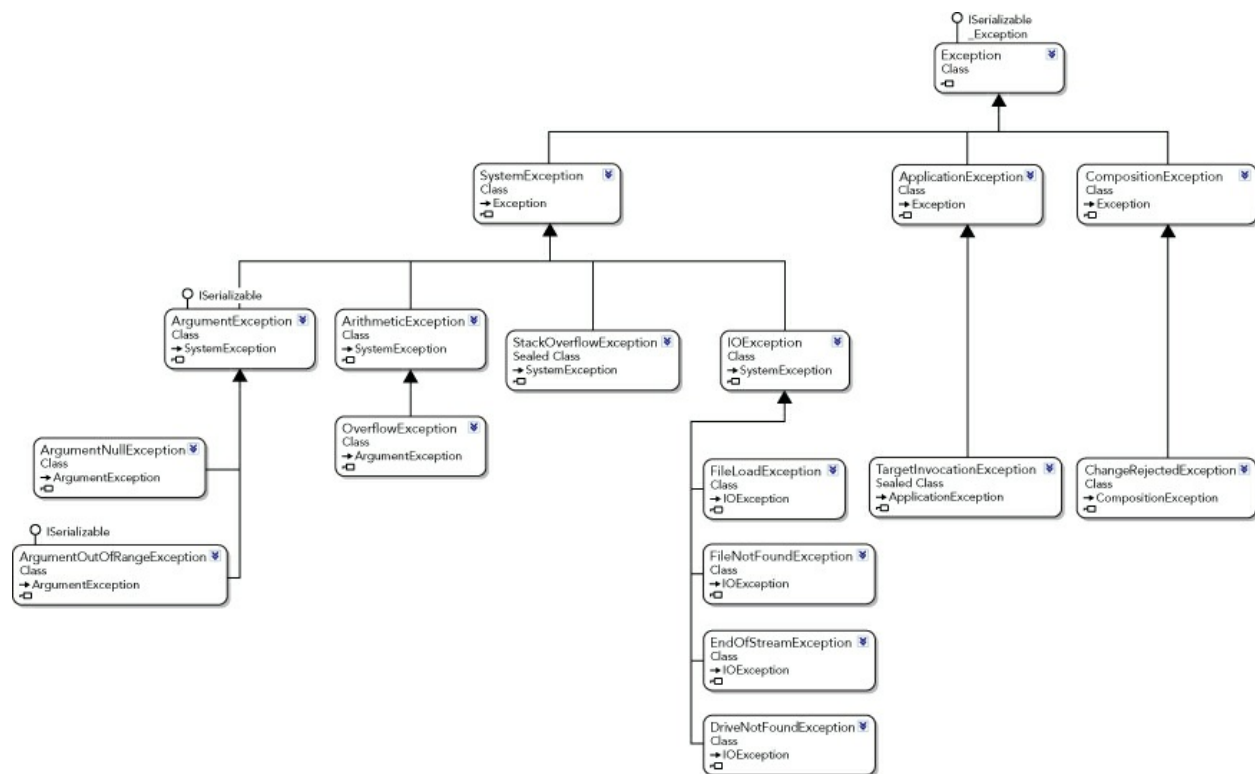 ISerializable
_Exception
Exception
Class
SystemException
Class
Exception
ApplicationException
Class
Exception
CompositionException
Class
Exception
ISerializable
ArgumentException
Class
SystemException
ArithmeticException
Class
SystemException
StackOverflowException
Sealed Class
SystemException
IOException
Class
SystemException
ArgumentNullException
Class
ArgumentException
OverflowException
Class
ArgumentException
FileLoadException
Class
IOException
TargetInvocationException
Sealed Class
ApplicationException
ChangeRejectedException
Class
CompositionException
ISerializable
ArgumentOutOfRangeException
Class
ArgumentException
FileNotFoundException
Class
IOException
EndOfStreamException
Class
IOException
DriveNotFoundException
Class
IOException